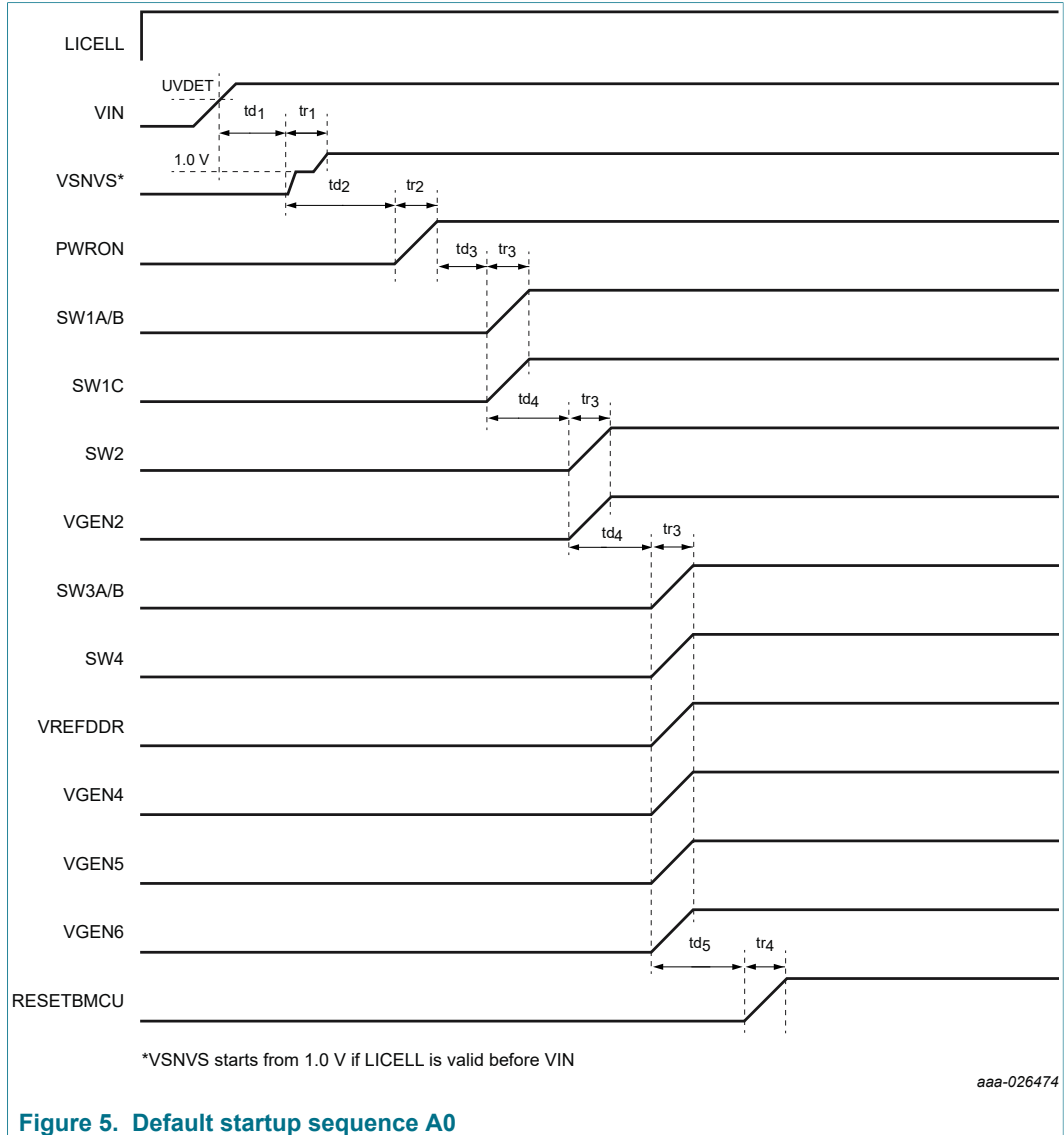 LICELL
UVDET
VIN
td1 tr1
1.0 V
VSNVS*
td2 tr2
PWRON
td3 tr3
SW1A/B
SW1C
td4 tr3
SW2
VGEN2
td4 tr3
SW3A/B
SW4
VREFDDR
VGEN4
VGEN5
VGEN6
td5 tr4
RESETBMCU
*VSNVS starts from 1.0 V if LICELL is valid before VIN
aaa-026474
Figure 5. Default startup sequence A0